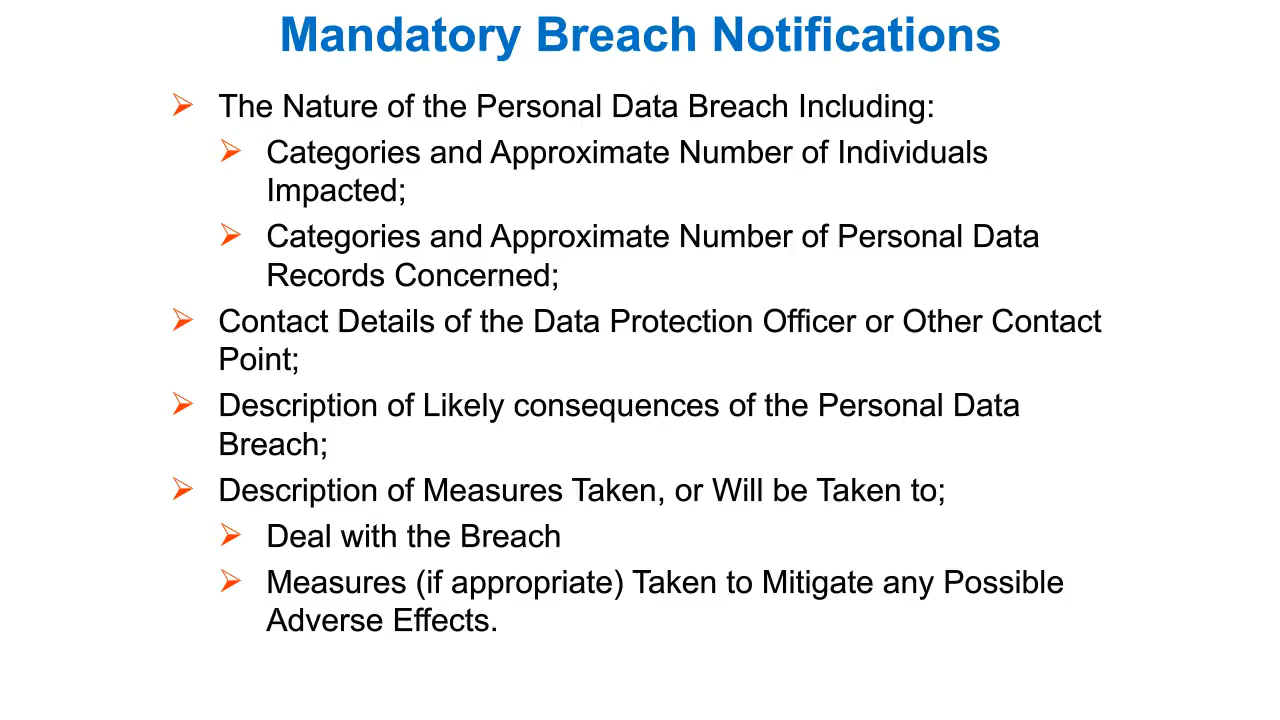 Mandatory Breach Notifications
The Nature of the Personal Data Breach Including:
Categories and Approximate Number of Individuals
Impacted;
Categories and Approximate Number of Personal Data
Records Concerned;
Contact Details of the Data Protection Officer or Other Contact
Point;
Description of Likely consequences of the Personal Data
Breach;
Description of Measures Taken, or Will be Taken to;
Deal with the Breach
Measures (if appropriate) Taken to Mitigate any Possible
Adverse Effects.